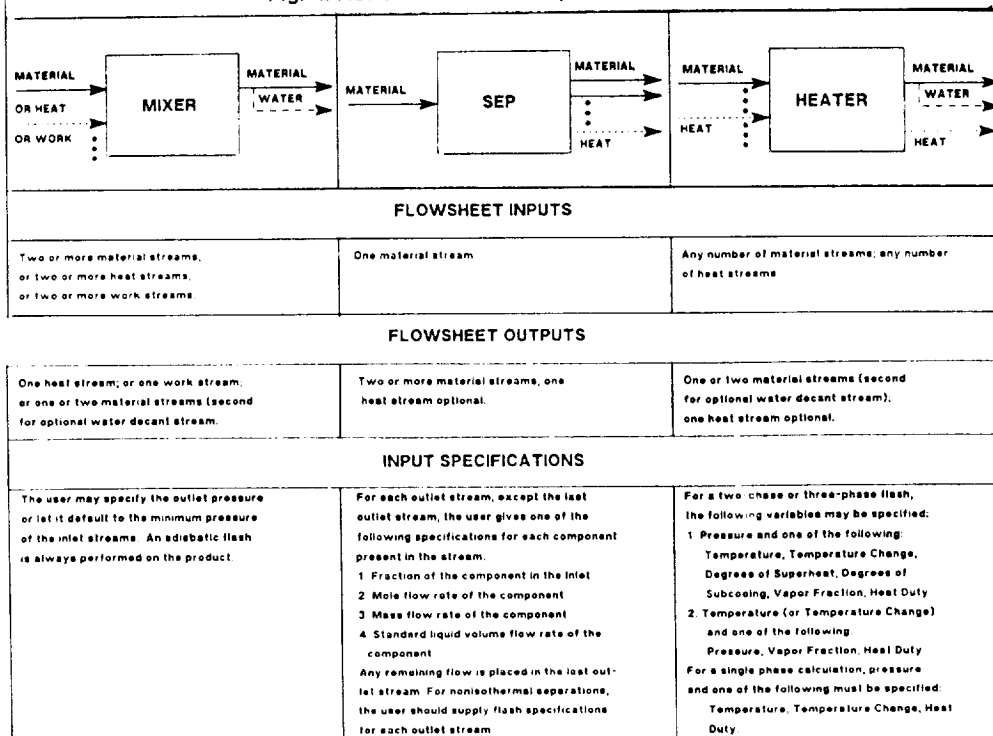 MATERIAL
OR HEAT
OR WORK
MIXER
MATERIAL
WATER
MATERIAL
SEP
MATERIAL
HEAT
MATERIAL
HEAT
HEATER
MATERIAL
WATER
HEAT
FLOWSHEET INPUTS
Two or more material streams,
or two or more heat streams,
or two or more work streams.
One material stream
Any number of material streams; any number
of heat streams
FLOWSHEET OUTPUTS
One heat stream; or one work stream;
or one or two material streams (second
for optional water decant stream.
Two or more material streams, one
heat stream optional.
One or two material streams (second
for optional water decant stream);
one heat stream optional.
INPUT SPECIFICATIONS
The user may specify the outlet pressure
or let it default to the minimum pressure
of the inlet streams. An adiabatic flash
is always performed on the product.
For each outlet stream, except the last
outlet stream, the user gives one of the
following specifications for each component
present in the stream.
1 Fraction of the component in the Inlet
2 Mole flow rate of the component
3 Mass flow rate of the component
4 Standard liquid volume flow rate of the
component
Any remaining flow is placed in the last out-
let stream For nonisothermal separations,
the user should supply flash specifications
for each outlet stream
For a two chase or three-phase flash,
the following variables may be specified:
1 Pressure and one of the following:
Temperature, Temperature Change,
Degrees of Superheat, Degrees of
Subcooing, Vapor Fraction, Heat Duty
2. Temperature (or Temperature Change)
and one of the following
Pressure, Vapor Fraction, Heat Duty
For a single phase calculation, pressure
and one of the following must be specified:
Temperature, Temperature Change, Heat
Duty.